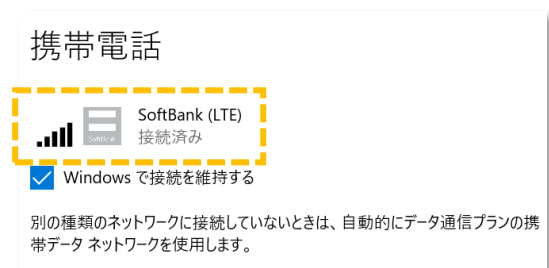 携帯電話
SoftBank (LTE)
SoftBank
接続済み
Windows で接続を維持する
別の種類のネットワークに接続していないときは、自動的にデータ通信プランの携
帯データ ネットワークを使用します。